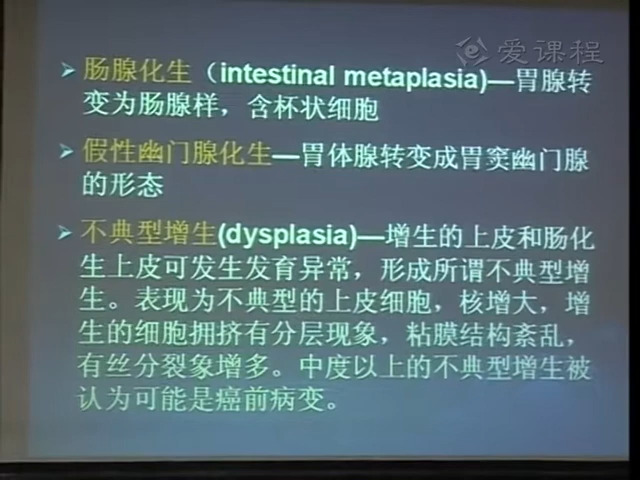 爱课程
肠腺化生（intestinal metaplasia)—胃腺转
变为肠腺样，含杯状细胞
假性幽门腺化生—胃体腺转变成胃窦幽门腺
的形态
不典型增生(dysplasia)—增生的上皮和肠化
生上皮可发生发育异常，形成所谓不典型增
生。表现为不典型的上皮细胞，核增大，增
生的细胞拥挤有分层现象，粘膜结构紊乱，
有丝分裂象增多。中度以上的不典型增生被
认为可能是癌前病变。